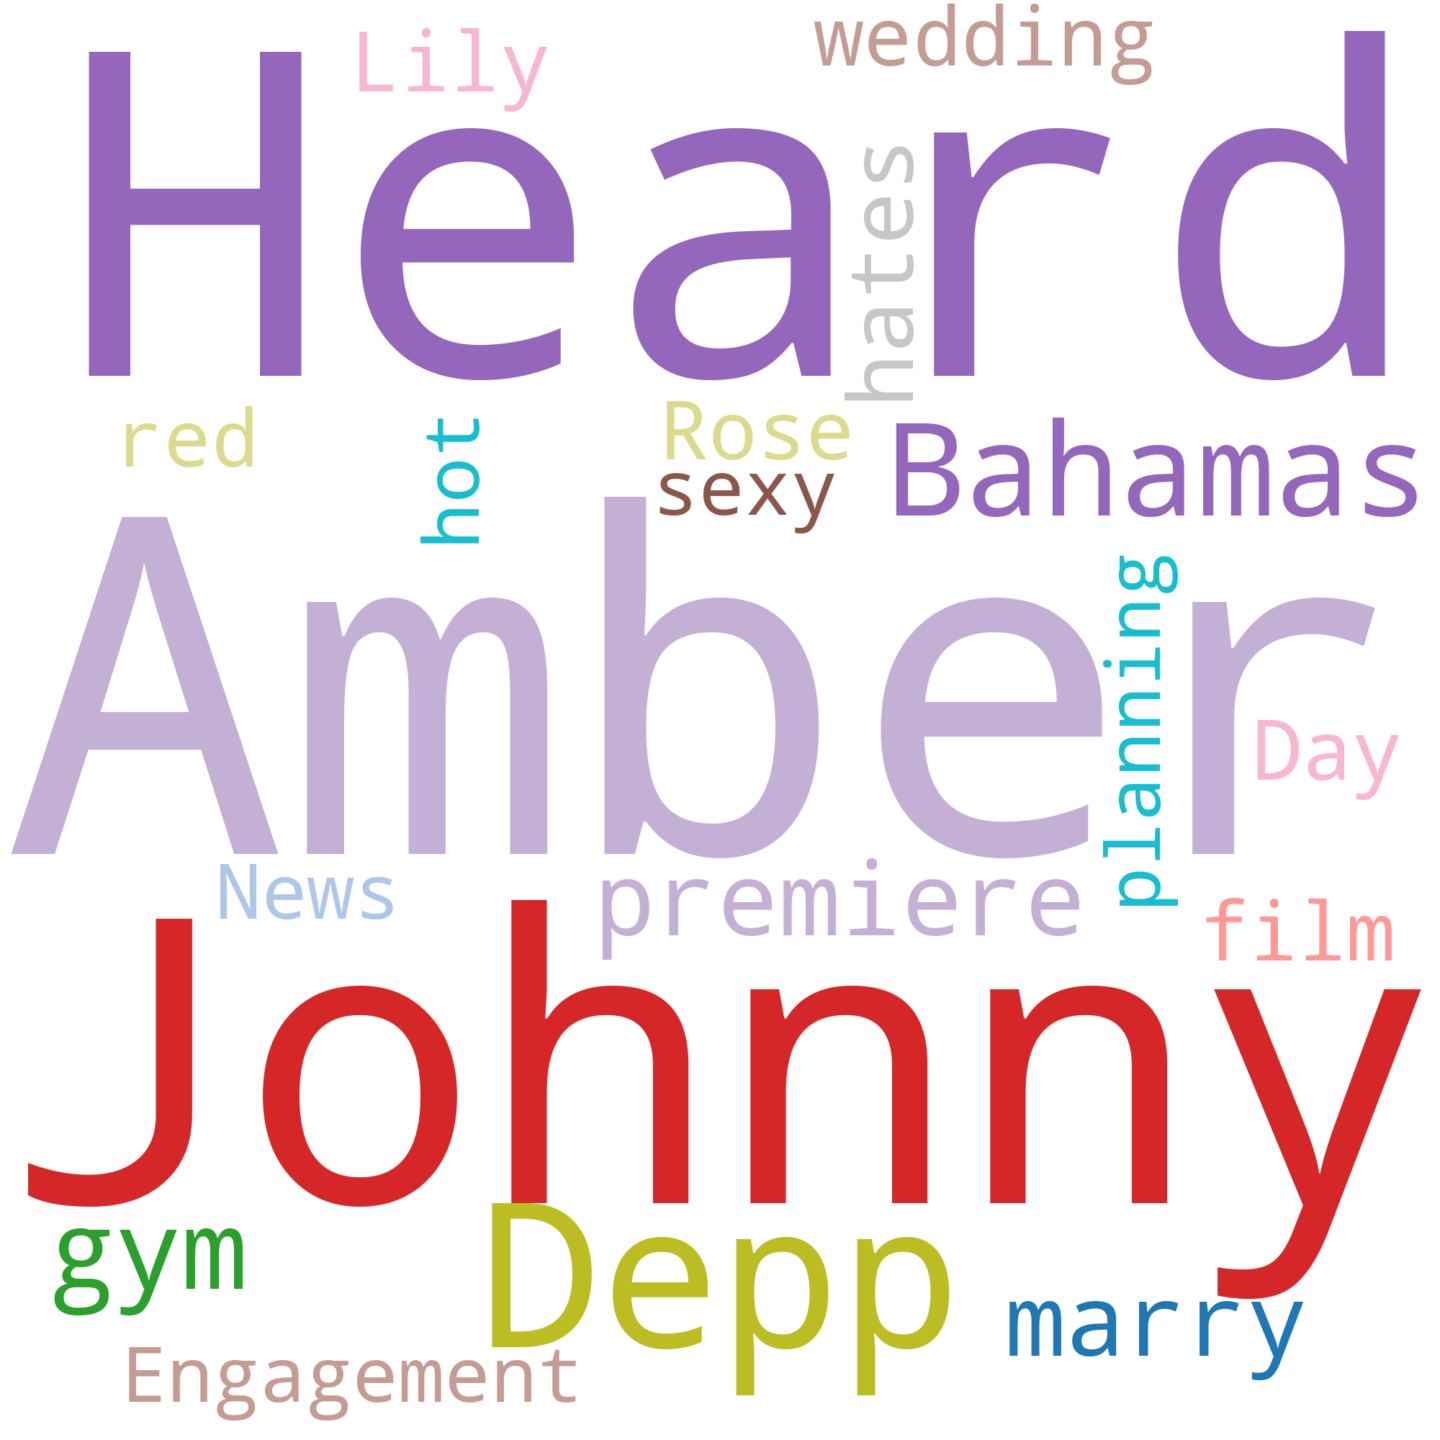 wedding
Lily
Heard
hates
red
hot
Rose
sexy
Bahamas
Amber
planning
Day
News
premiere
film
Johnny
gym
Depp
marry
Engagement